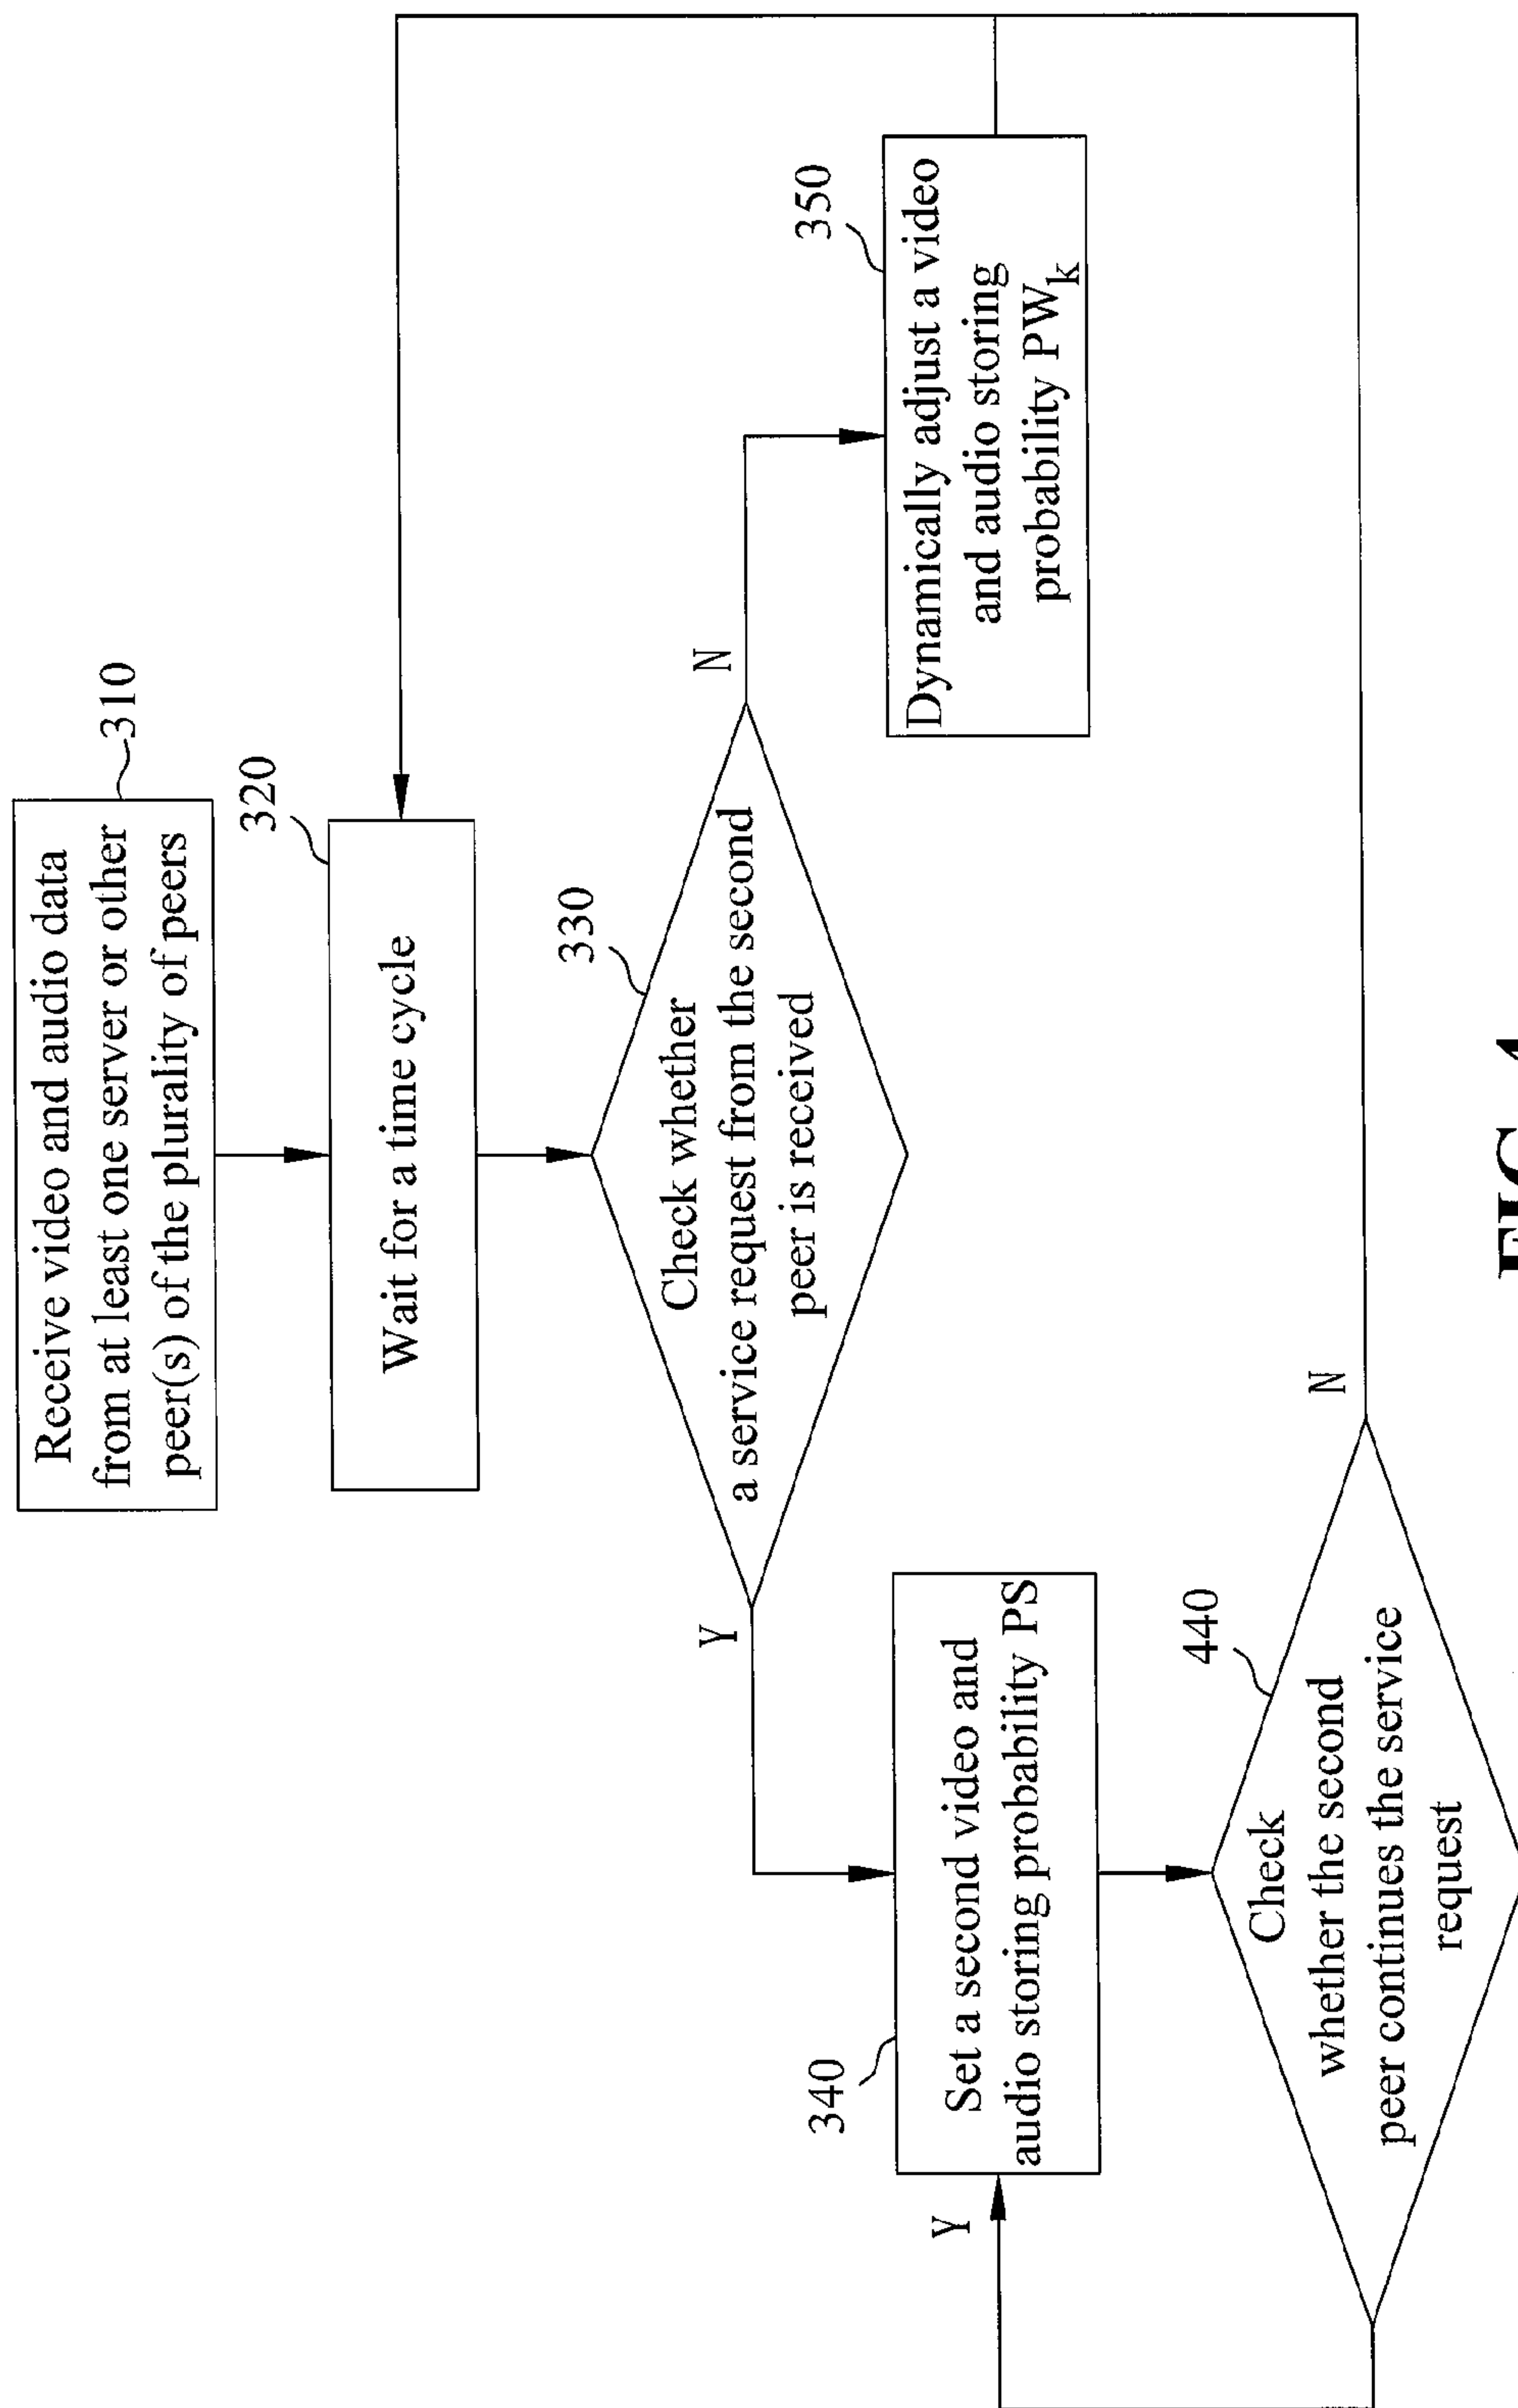 Receive video and audio data
from at least one server or other
peer(s) of the plurality of peers
310
320
Wait for a time cycle
330
Check whether
a service request from the second
peer is received
Y
N
340
Set a second video and
audio storing probability PS
350
Dynamically adjust a video
and audio storing
probability PWk
Y
440
Check
whether the second
peer continues the service
request
N